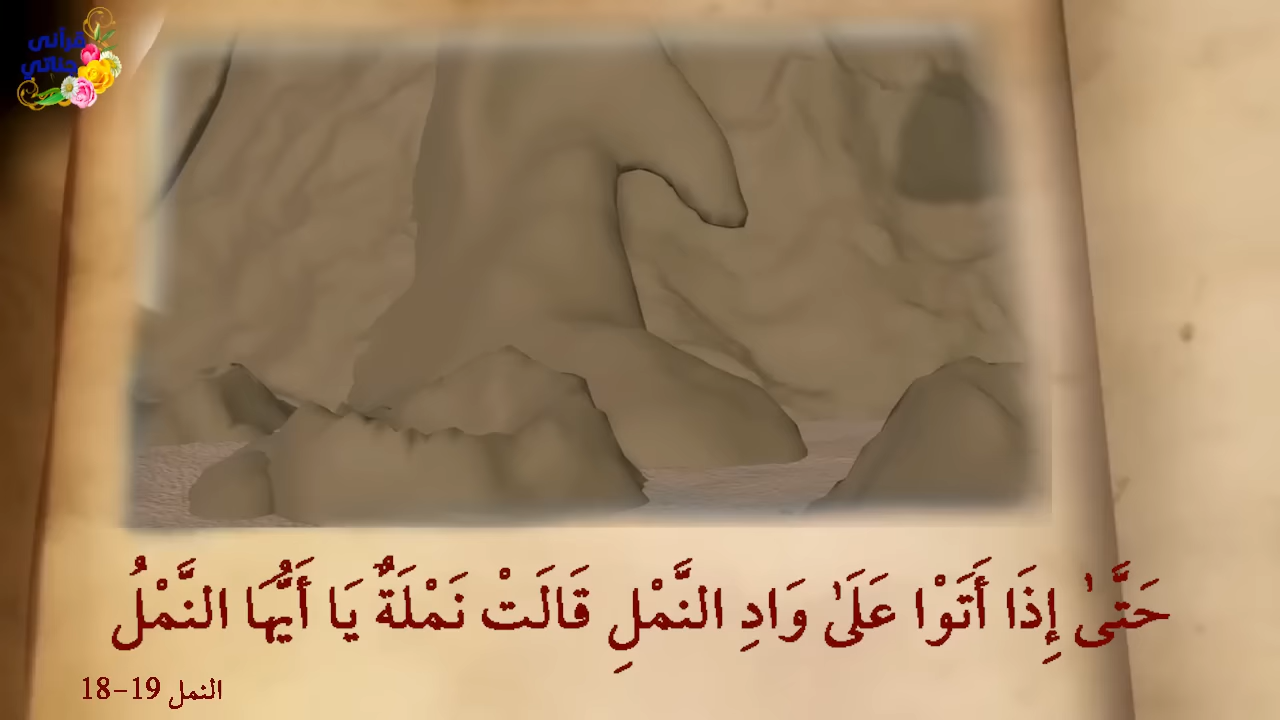 قرآني
جناتي
حَتَّىٰ إِذَا أَتَوْا عَلَىٰ وَادِ النَّمْلِ قَالَتْ نَمْلَةٌ يَا أَيُّهَا النَّمْلُ
النمل 19-18